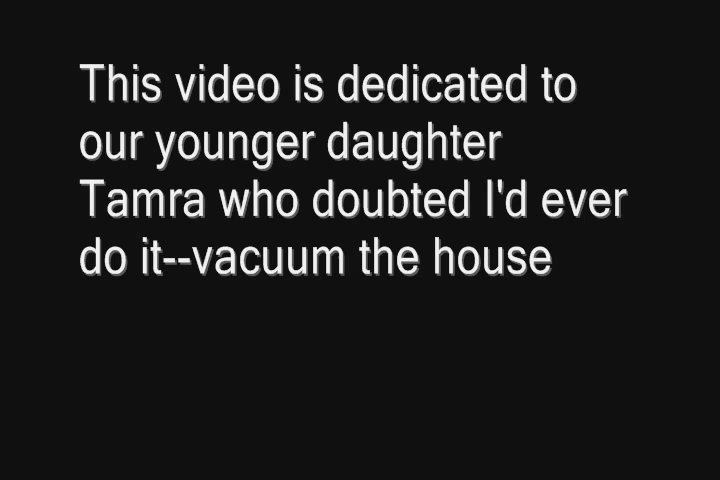 This video is dedicated to
our younger daughter
Tamra who doubted I'd ever
do it--vacuum the house